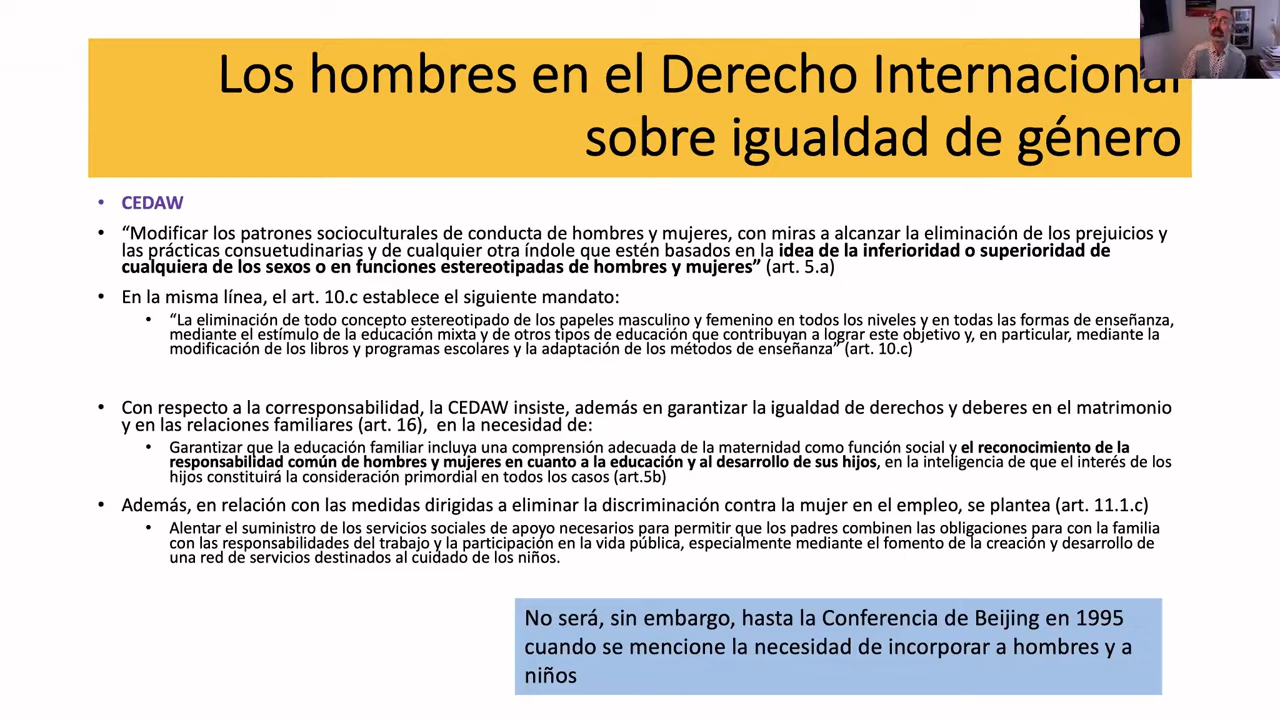 Los hombres en el Derecho Internacional
sobre igualdad de género
• CEDAW
• “Modificar los patrones socioculturales de conducta de hombres y mujeres, con miras a alcanzar la eliminación de los prejuicios y
las prácticas consuetudinarias y de cualquier otra índole que estén basados en la idea de la inferioridad o superioridad de
cualquiera de los sexos o en funciones estereotipadas de hombres y mujeres” (art. 5.a)
• En la misma línea, el art. 10.c establece el siguiente mandato:
• “La eliminación de todo concepto estereotipado de los papeles masculino y femenino en todos los niveles y en todas las formas de enseñanza,
mediante el estímulo de la educación mixta y de otros tipos de educación que contribuyan a lograr este objetivo y, en particular, mediante la
modificación de los libros y programas escolares y la adaptación de los métodos de enseñanza” (art. 10.c)
• Con respecto a la corresponsabilidad, la CEDAW insiste, además en garantizar la igualdad de derechos y deberes en el matrimonio
y en las relaciones familiares (art. 16), en la necesidad de:
• Garantizar que la educación familiar incluya una comprensión adecuada de la maternidad como función social y el reconocimiento de la
responsabilidad común de hombres y mujeres en cuanto a la educación y al desarrollo de sus hijos, en la inteligencia de que el interés de los
hijos constituirá la consideración primordial en todos los casos (art.5b)
• Además, en relación con las medidas dirigidas a eliminar la discriminación contra la mujer en el empleo, se plantea (art. 11.1.c)
• Alentar el suministro de los servicios sociales de apoyo necesarios para permitir que los padres combinen las obligaciones para con la familia
con las responsabilidades del trabajo y la participación en la vida pública, especialmente mediante el fomento de la creación y desarrollo de
una red de servicios destinados al cuidado de los niños.
No será, sin embargo, hasta la Conferencia de Beijing en 1995
cuando se mencione la necesidad de incorporar a hombres y a
niños